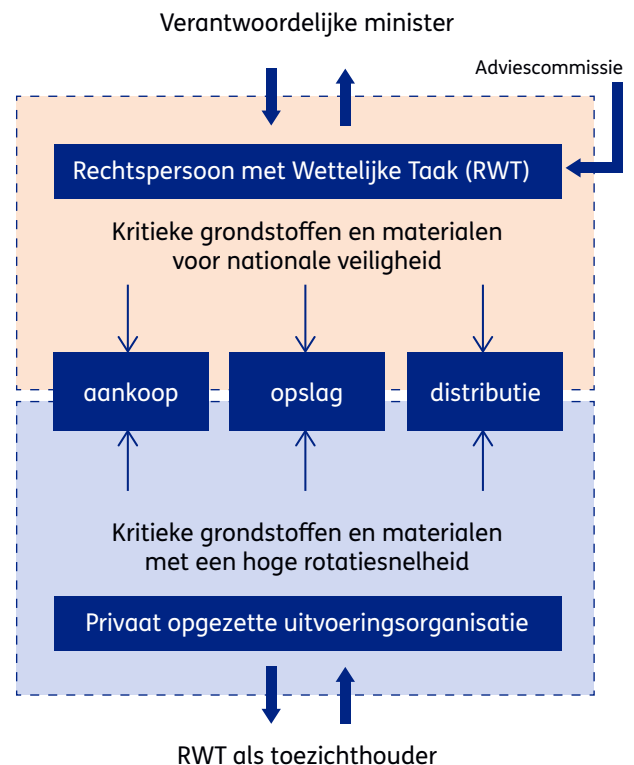 Verantwoordelijke minister
Adviescommissie
Rechtspersoon met Wettelijke Taak (RWT)
Kritieke grondstoffen en materialen
voor nationale veiligheid
aankoop
opslag
distributie
Kritieke grondstoffen en materialen
met een hoge rotatiesnelheid
Privaat opgezette uitvoeringsorganisatie
RWT als toezichthouder